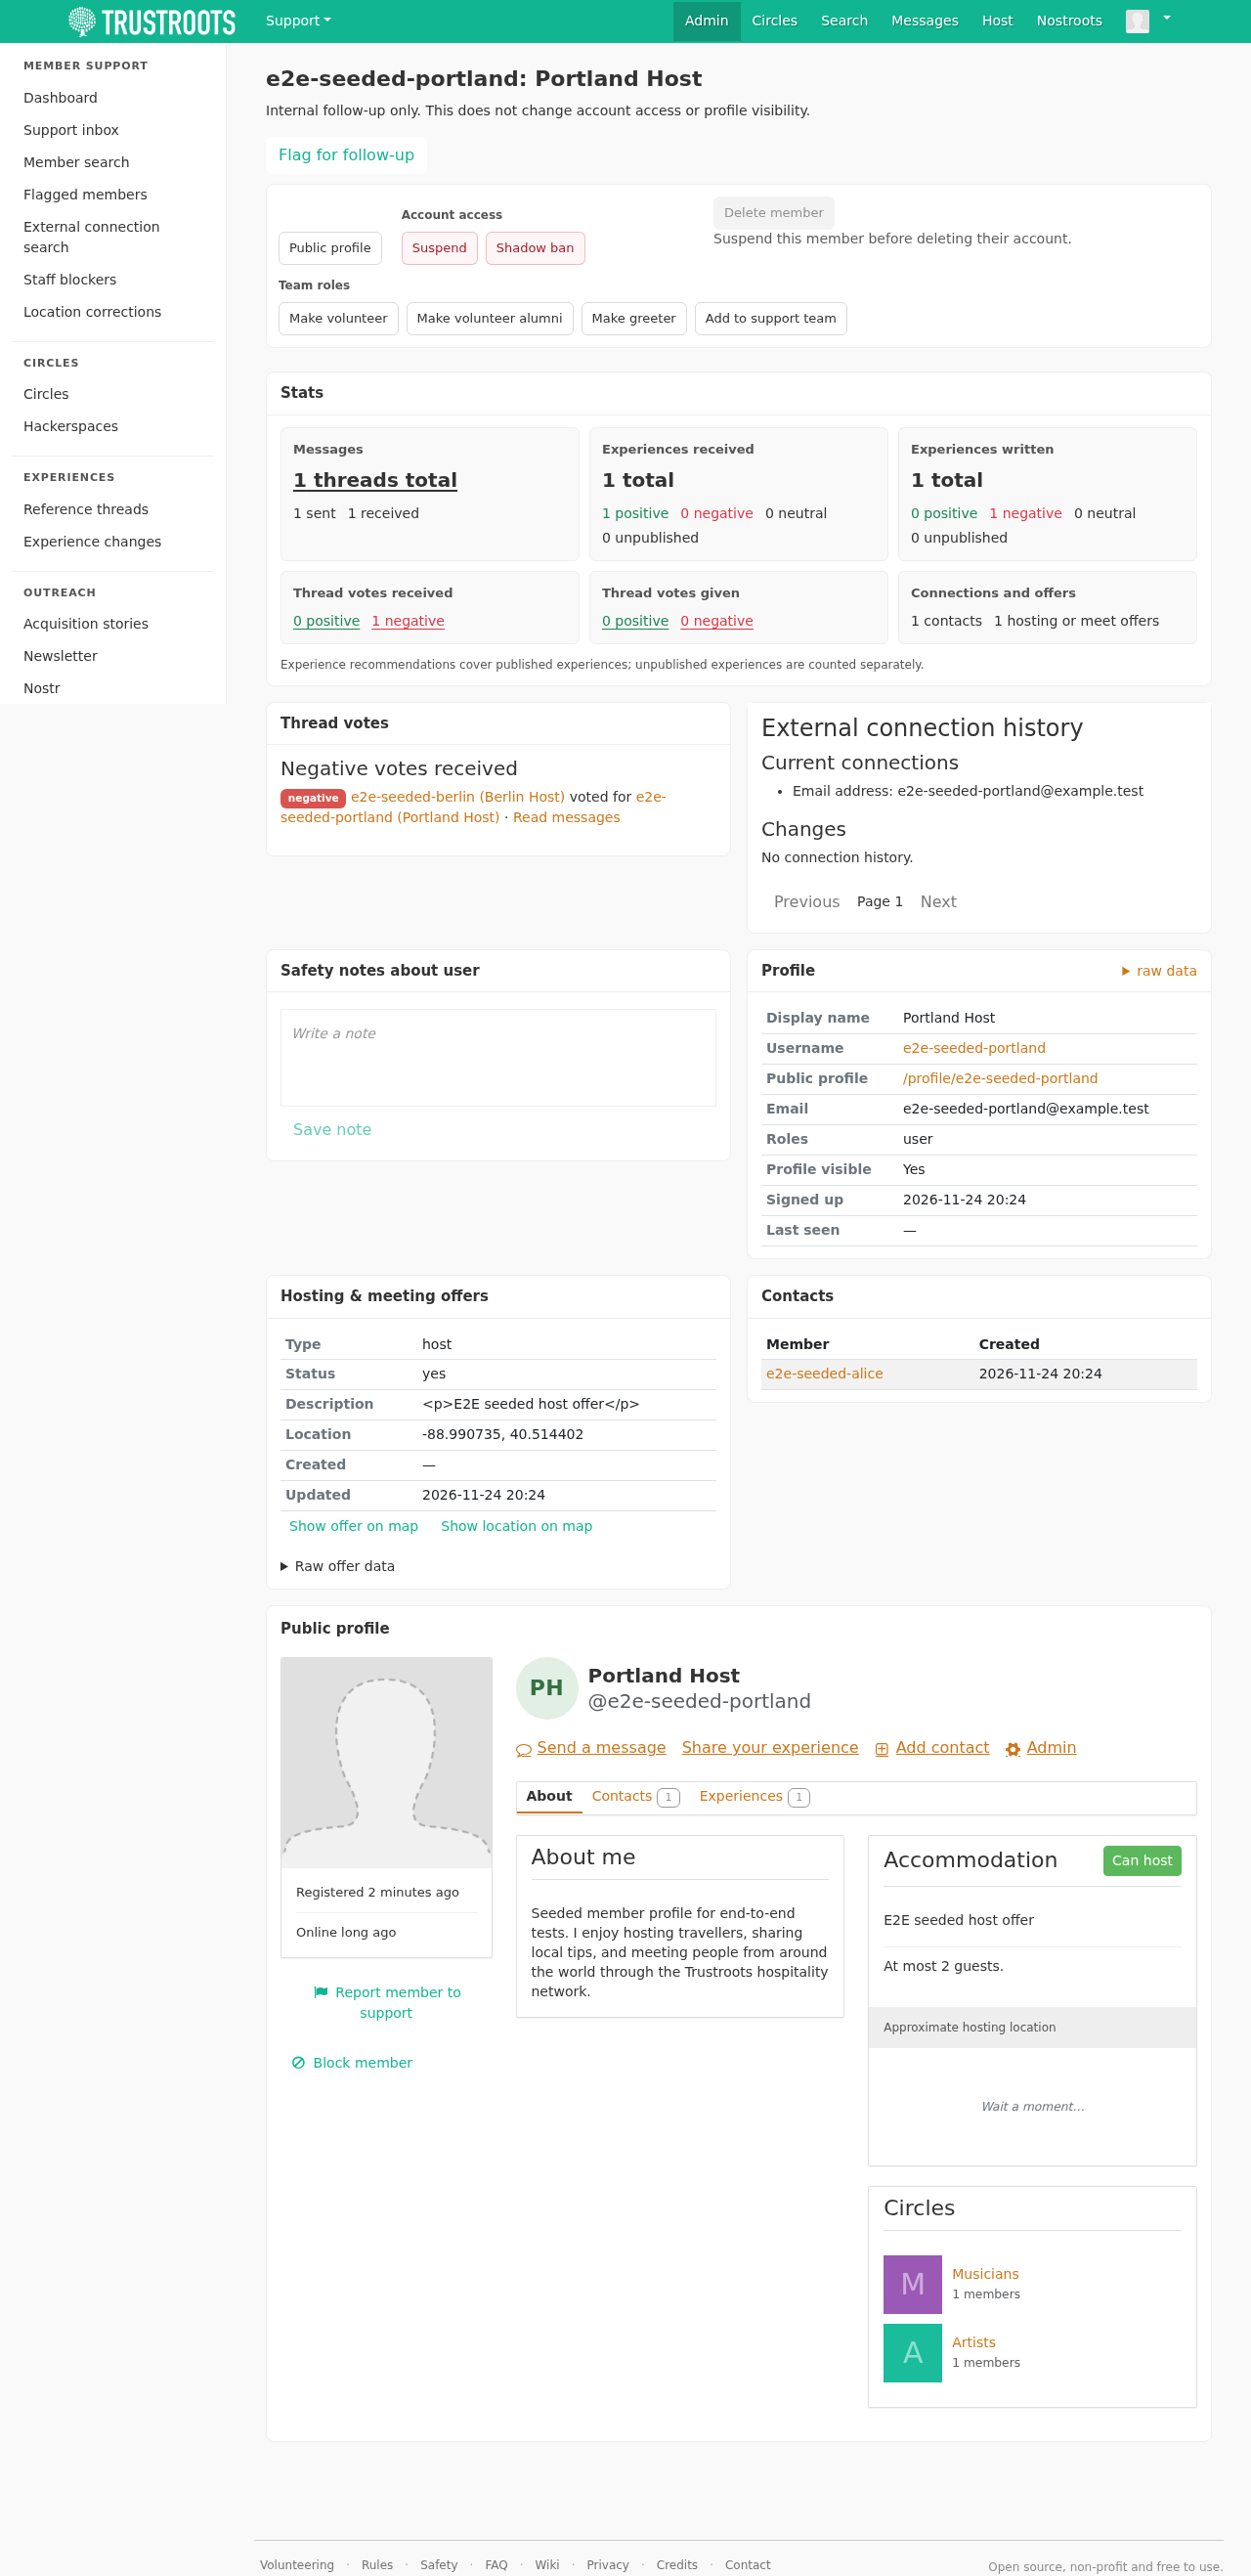 TRUSTROOTS Support Admin Circles Search Messages Host Nostroots
MEMBER SUPPORT
Dashboard
Support inbox
Member search
Flagged members
External connection
search
Staff blockers
Location corrections
CIRCLES
Circles
Hackerspaces
EXPERIENCES
Reference threads
Experience changes
OUTREACH
Acquisition stories
Newsletter
Nostr
e2e-seeded-portland: Portland Host
Internal follow-up only. This does not change account access or profile visibility.
Flag for follow-up
Public profile
Account access
Suspend Shadow ban
Delete member
Suspend this member before deleting their account.
Team roles
Make volunteer Make volunteer alumni Make greeter Add to support team
Stats
Messages
1 threads total
1 sent 1 received
Experiences received
1 total
1 positive 0 negative 0 neutral
0 unpublished
Experiences written
1 total
0 positive 1 negative 0 neutral
0 unpublished
Thread votes received
0 positive 1 negative
Thread votes given
0 positive 0 negative
Connections and offers
1 contacts 1 hosting or meet offers
Experience recommendations cover published experiences; unpublished experiences are counted separately.
Thread votes
Negative votes received
negative e2e-seeded-berlin (Berlin Host) voted for e2e-
seeded-portland (Portland Host) · Read messages
External connection history
Current connections
• Email address: e2e-seeded-portland@example.test
Changes
No connection history.
Previous Page 1 Next
Safety notes about user
Write a note
Save note
Profile raw data
Display name Portland Host
Username e2e-seeded-portland
Public profile /profile/e2e-seeded-portland
Email e2e-seeded-portland@example.test
Roles user
Profile visible Yes
Signed up 2026-11-24 20:24
Last seen —
Hosting & meeting offers
Type host
Status yes
Description <p>E2E seeded host offer</p>
Location -88.990735, 40.514402
Created —
Updated 2026-11-24 20:24
Show offer on map Show location on map
Raw offer data
Contacts
Member Created
e2e-seeded-alice 2026-11-24 20:24
Public profile
Registered 2 minutes ago
Online long ago
Report member to
support
Block member
PH
Portland Host
@e2e-seeded-portland
Send a message Share your experience Add contact Admin
About Contacts 1 Experiences 1
About me
Seeded member profile for end-to-end
tests. I enjoy hosting travellers, sharing
local tips, and meeting people from around
the world through the Trustroots hospitality
network.
Accommodation Can host
E2E seeded host offer
At most 2 guests.
Approximate hosting location
Wait a moment...
Circles
M
Musicians
1 members
A
Artists
1 members
Volunteering · Rules · Safety · FAQ · Wiki · Privacy · Credits · Contact
Open source, non-profit and free to use.